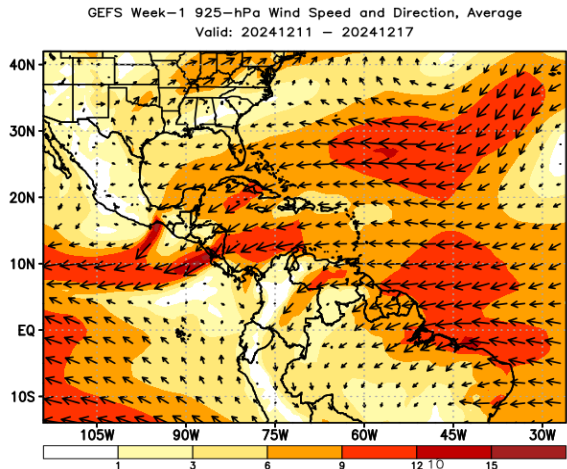 GEFS Week-1 925-hPa Wind Speed and Direction, Average
Valid: 20241211 - 20241217
40N
30N
20N
10N
EQ
10S
105W 90W 75W 60W 45W 30W
1 3 6 9 12 10 15